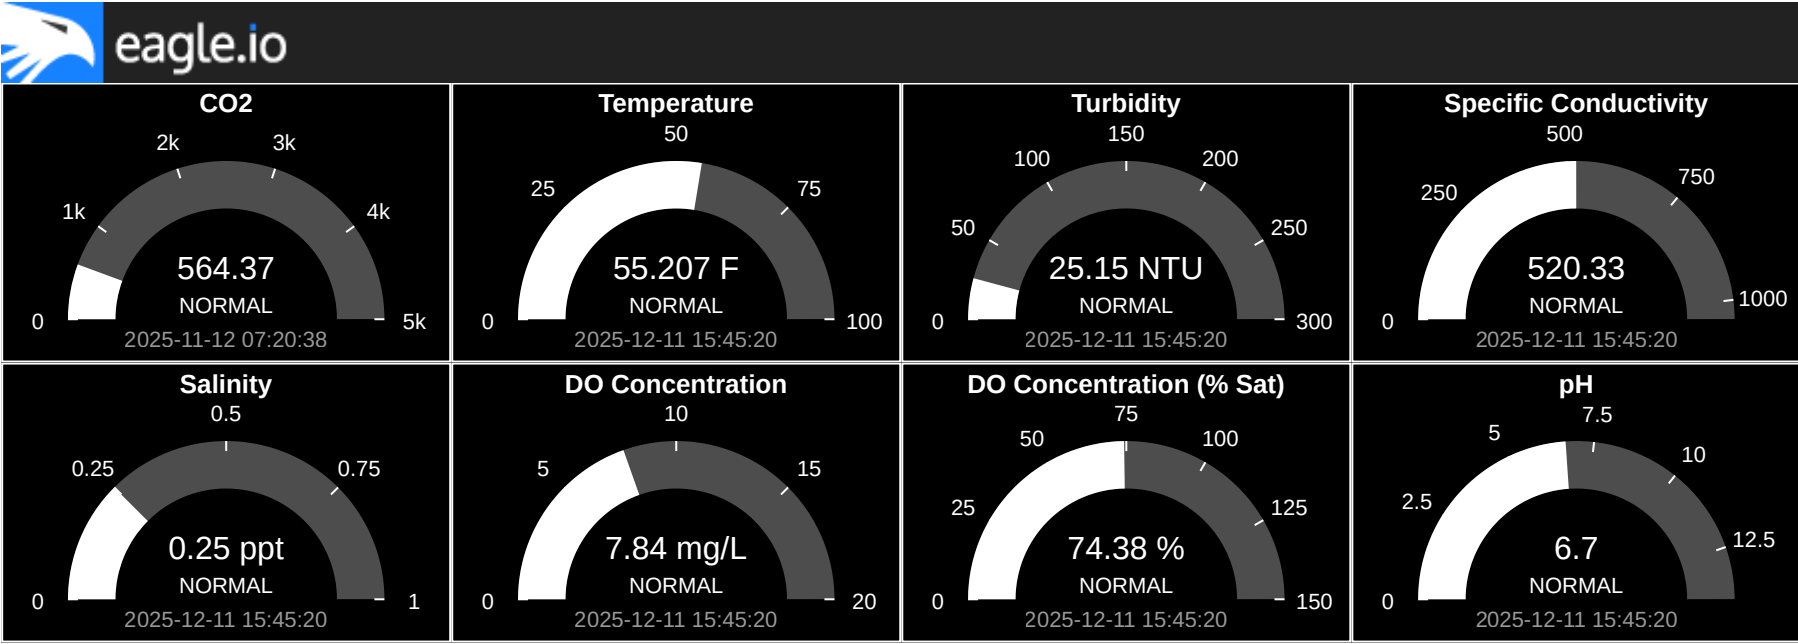 eagle.io
CO2
2k 3k
1k 4k
564.37
NORMAL
0 5k
2025-11-12 07:20:38
Temperature
50
25 75
55.207 F
NORMAL
0 100
2025-12-11 15:45:20
Turbidity
150
100 200
50 250
25.15 NTU
NORMAL
0 300
2025-12-11 15:45:20
Specific Conductivity
500
250 750
520.33
NORMAL
1000
0
2025-12-11 15:45:20
Salinity
0.5
0.25 0.75
0.25 ppt
NORMAL
0 1
2025-12-11 15:45:20
DO Concentration
10
5 15
7.84 mg/L
NORMAL
0 20
2025-12-11 15:45:20
DO Concentration (% Sat)
75
50 100
25 125
74.38 %
NORMAL
0 150
2025-12-11 15:45:20
pH
7.5
5 10
2.5 12.5
6.7
NORMAL
0
2025-12-11 15:45:20